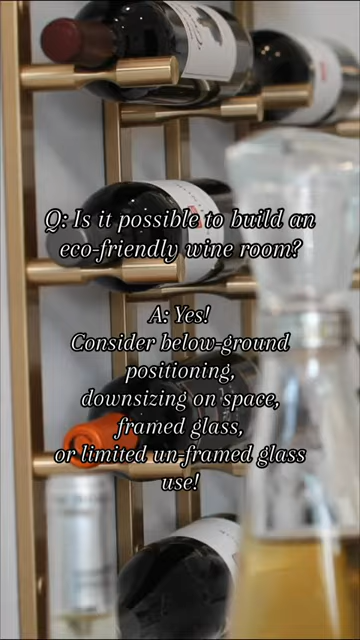 Q: Is it possible to build an
eco-friendly wine room?
A: Yes!
Consider below-ground
positioning,
downsizing on space,
framed glass,
or limited un-framed glass
use!